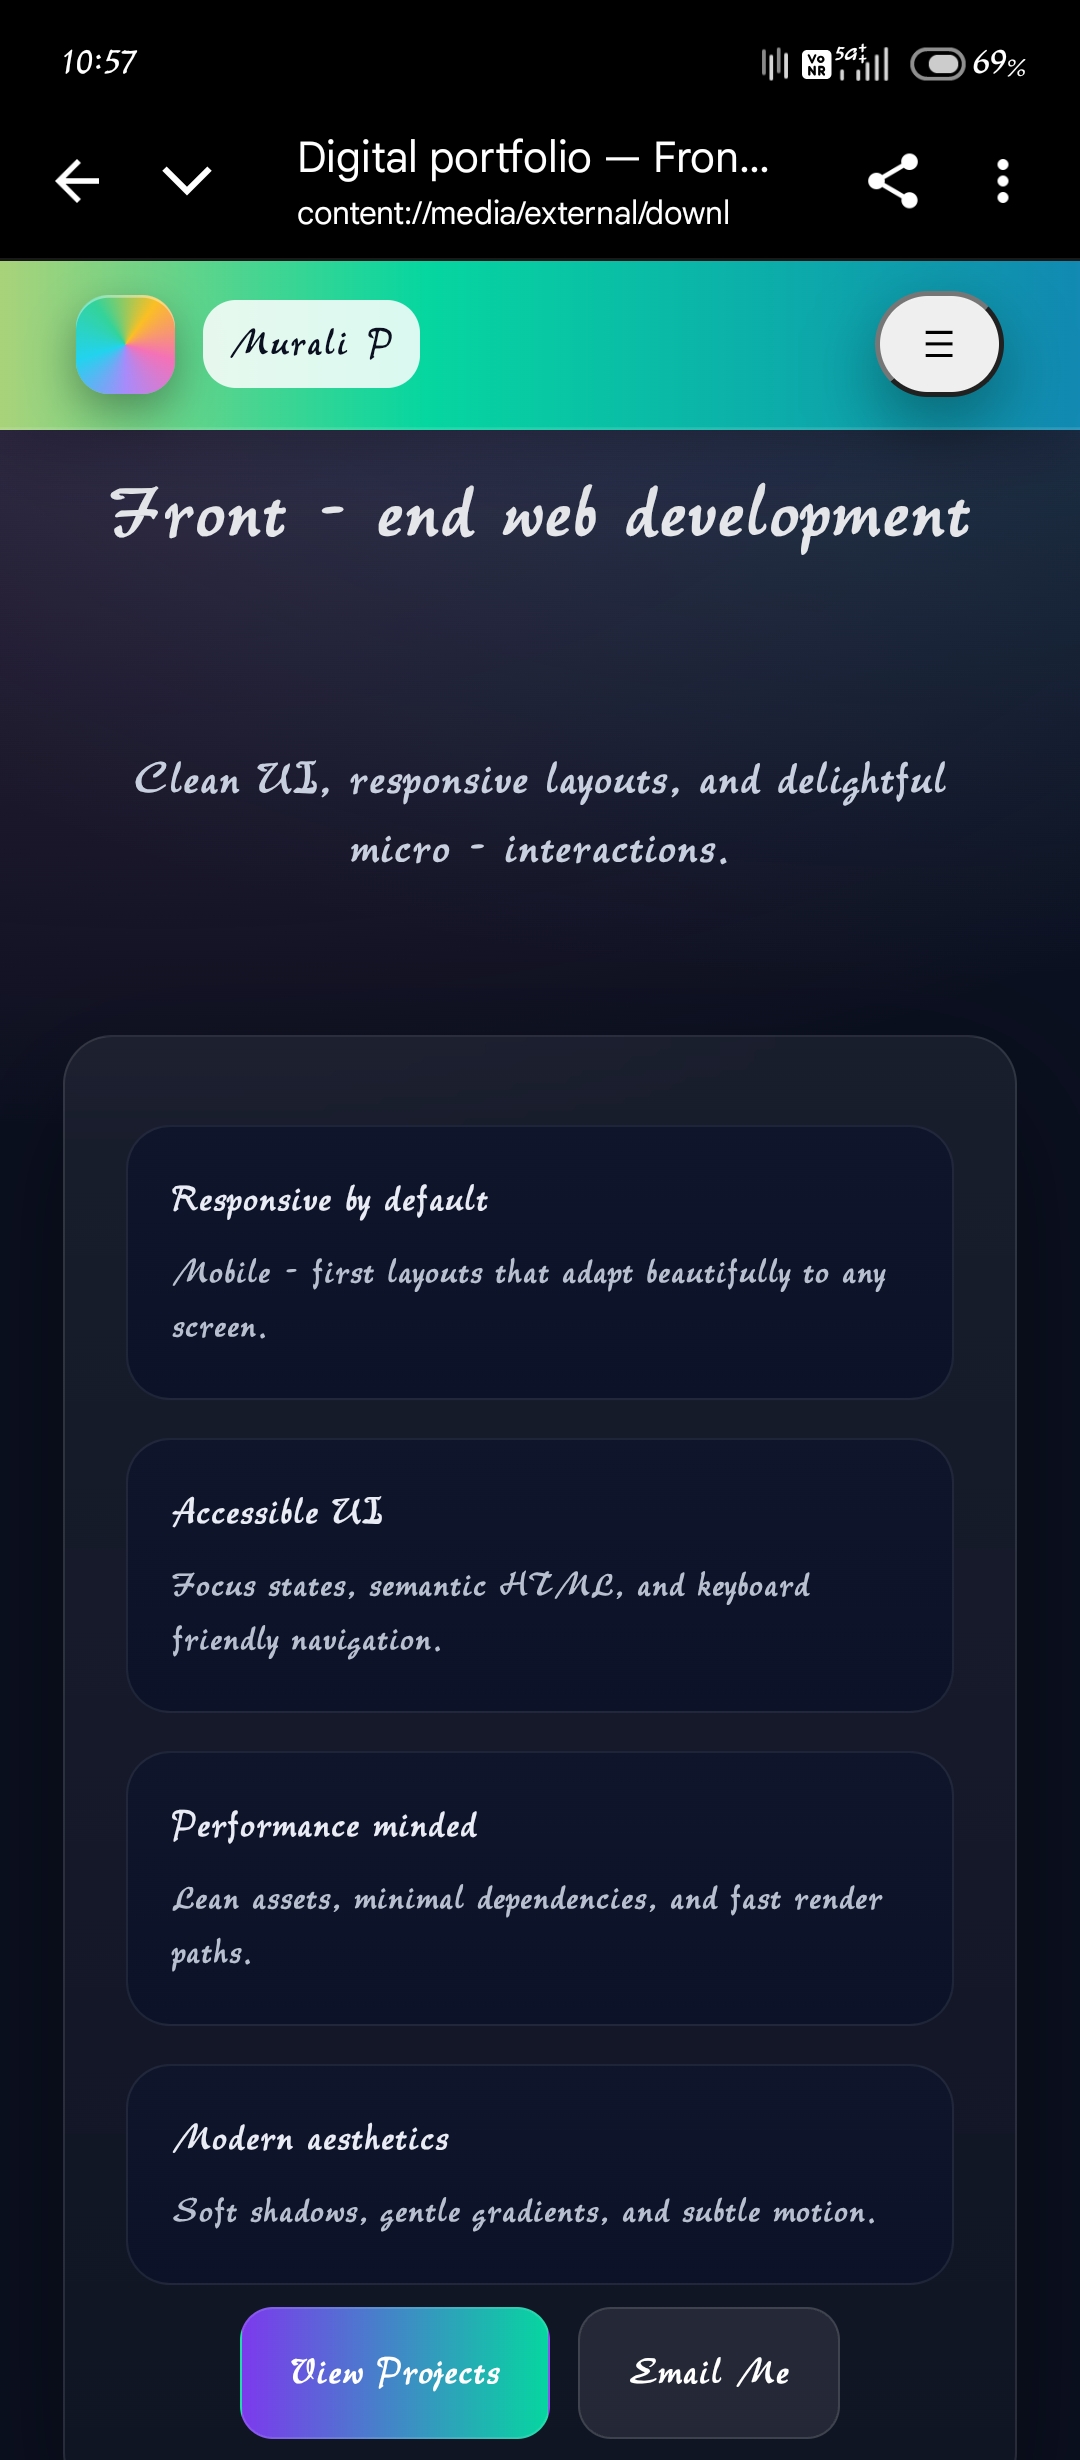 10:57
Vo NR 5G‡ 69%
Digital portfolio — Fron...
content://media/external/downl
Murali P
Front - end web development
Clean UI, responsive layouts, and delightful
micro - interactions.
Responsive by default
Mobile - first layouts that adapt beautifully to any
screen.
Accessible UI
Focus states, semantic HTML, and keyboard
friendly navigation.
Performance minded
Lean assets, minimal dependencies, and fast render
paths.
Modern aesthetics
Soft shadows, gentle gradients, and subtle motion.
View Projects Email Me